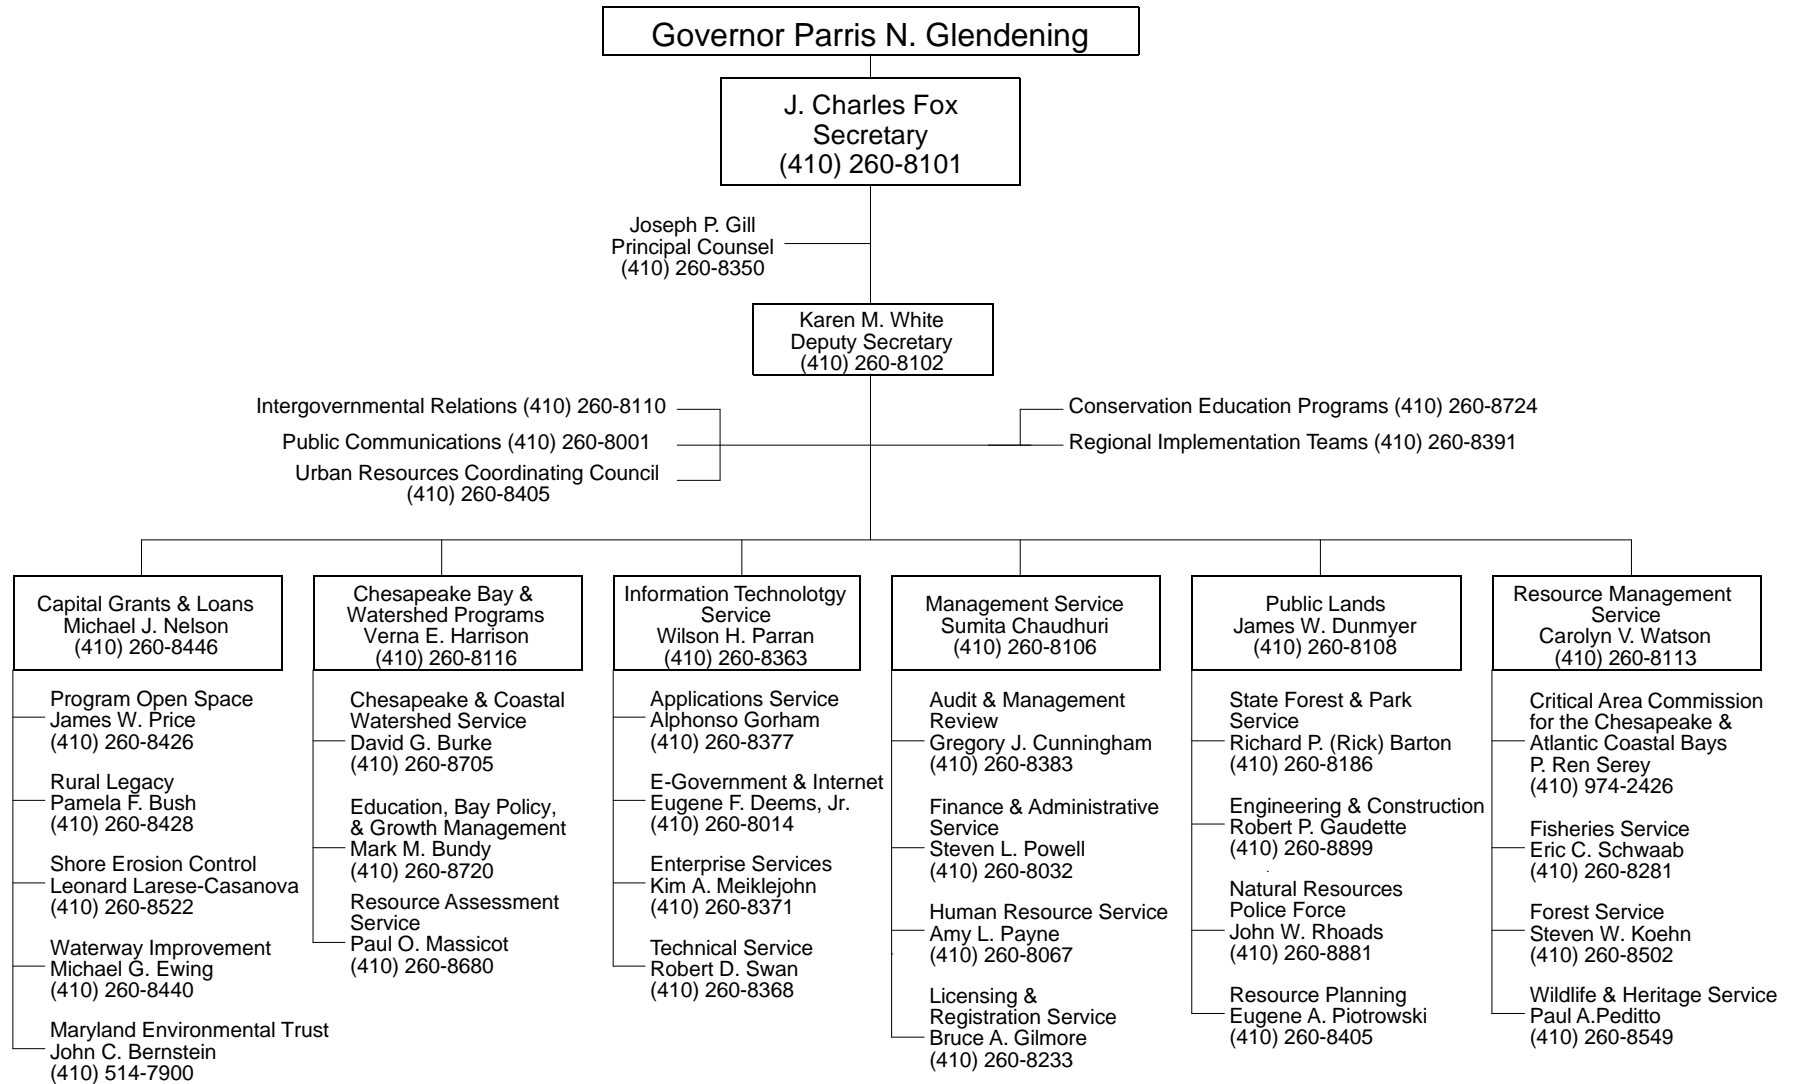 Governor Parris N. Glendening
J. Charles Fox
Secretary
(410) 260-8101
Joseph P. Gill
Principal Counsel
(410) 260-8350
Karen M. White
Deputy Secretary
(410) 260-8102
Intergovernmental Relations (410) 260-8110
Public Communications (410) 260-8001
Urban Resources Coordinating Council
(410) 260-8405
Conservation Education Programs (410) 260-8724
Regional Implementation Teams (410) 260-8391
Capital Grants & Loans
Michael J. Nelson
(410) 260-8446
Program Open Space
James W. Price
(410) 260-8426
Rural Legacy
Pamela F. Bush
(410) 260-8428
Shore Erosion Control
Leonard Larese-Casanova
(410) 260-8522
Waterway Improvement
Michael G. Ewing
(410) 260-8440
Maryland Environmental Trust
John C. Bernstein
(410) 514-7900
Chesapeake Bay &
Watershed Programs
Verna E. Harrison
(410) 260-8116
Chesapeake & Coastal
Watershed Service
David G. Burke
(410) 260-8705
Education, Bay Policy,
& Growth Management
Mark M. Bundy
(410) 260-8720
Resource Assessment
Service
Paul O. Massicot
(410) 260-8680
Information Technolotgy
Service
Wilson H. Parran
(410) 260-8363
Applications Service
Alphonso Gorham
(410) 260-8377
E-Government & Internet
Eugene F. Deems, Jr.
(410) 260-8014
Enterprise Services
Kim A. Meiklejohn
(410) 260-8371
Technical Service
Robert D. Swan
(410) 260-8368
Management Service
Sumita Chaudhuri
(410) 260-8106
Audit & Management
Review
Gregory J. Cunningham
(410) 260-8383
Finance & Administrative
Service
Steven L. Powell
(410) 260-8032
Human Resource Service
Amy L. Payne
(410) 260-8067
Licensing &
Registration Service
Bruce A. Gilmore
(410) 260-8233
Public Lands
James W. Dunmyer
(410) 260-8108
State Forest & Park
Service
Richard P. (Rick) Barton
(410) 260-8186
Engineering & Construction
Robert P. Gaudette
(410) 260-8899
Natural Resources
Police Force
John W. Rhoads
(410) 260-8881
Resource Planning
Eugene A. Piotrowski
(410) 260-8405
Resource Management
Service
Carolyn V. Watson
(410) 260-8113
Critical Area Commission
for the Chesapeake &
Atlantic Coastal Bays
P. Ren Serey
(410) 974-2426
Fisheries Service
Eric C. Schwaab
(410) 260-8281
Forest Service
Steven W. Koehn
(410) 260-8502
Wildlife & Heritage Service
Paul A.Peditto
(410) 260-8549